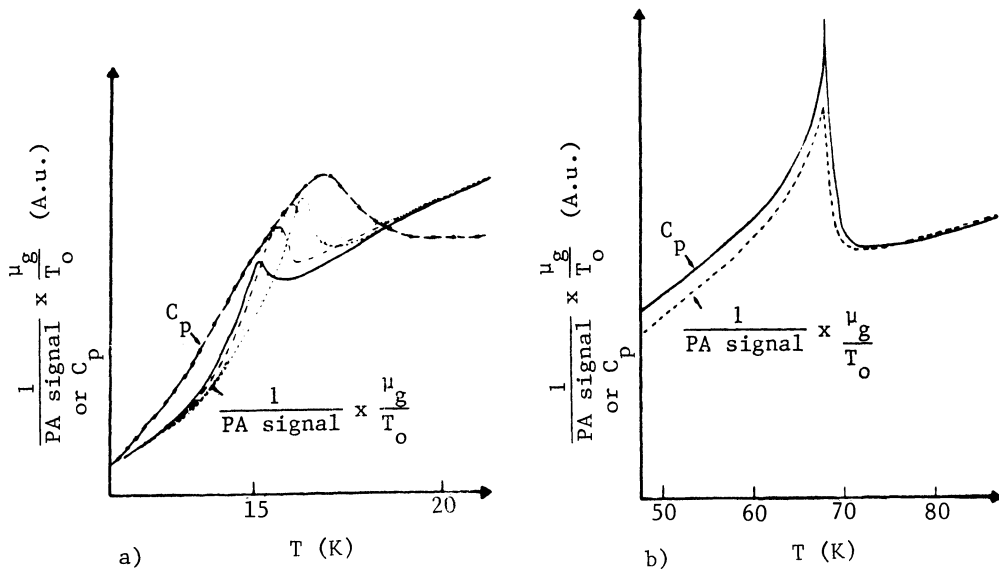 1
PA signal
x
μg
To
(A.u.)
or Cp
Cp
1
PA signal
x
μg
To
15
20
T (K)
a)
1
PA signal
x
μg
To
(A.u.)
or Cp
Cp
1
PA signal
x
μg
To
50
60
70
80
T (K)
b)